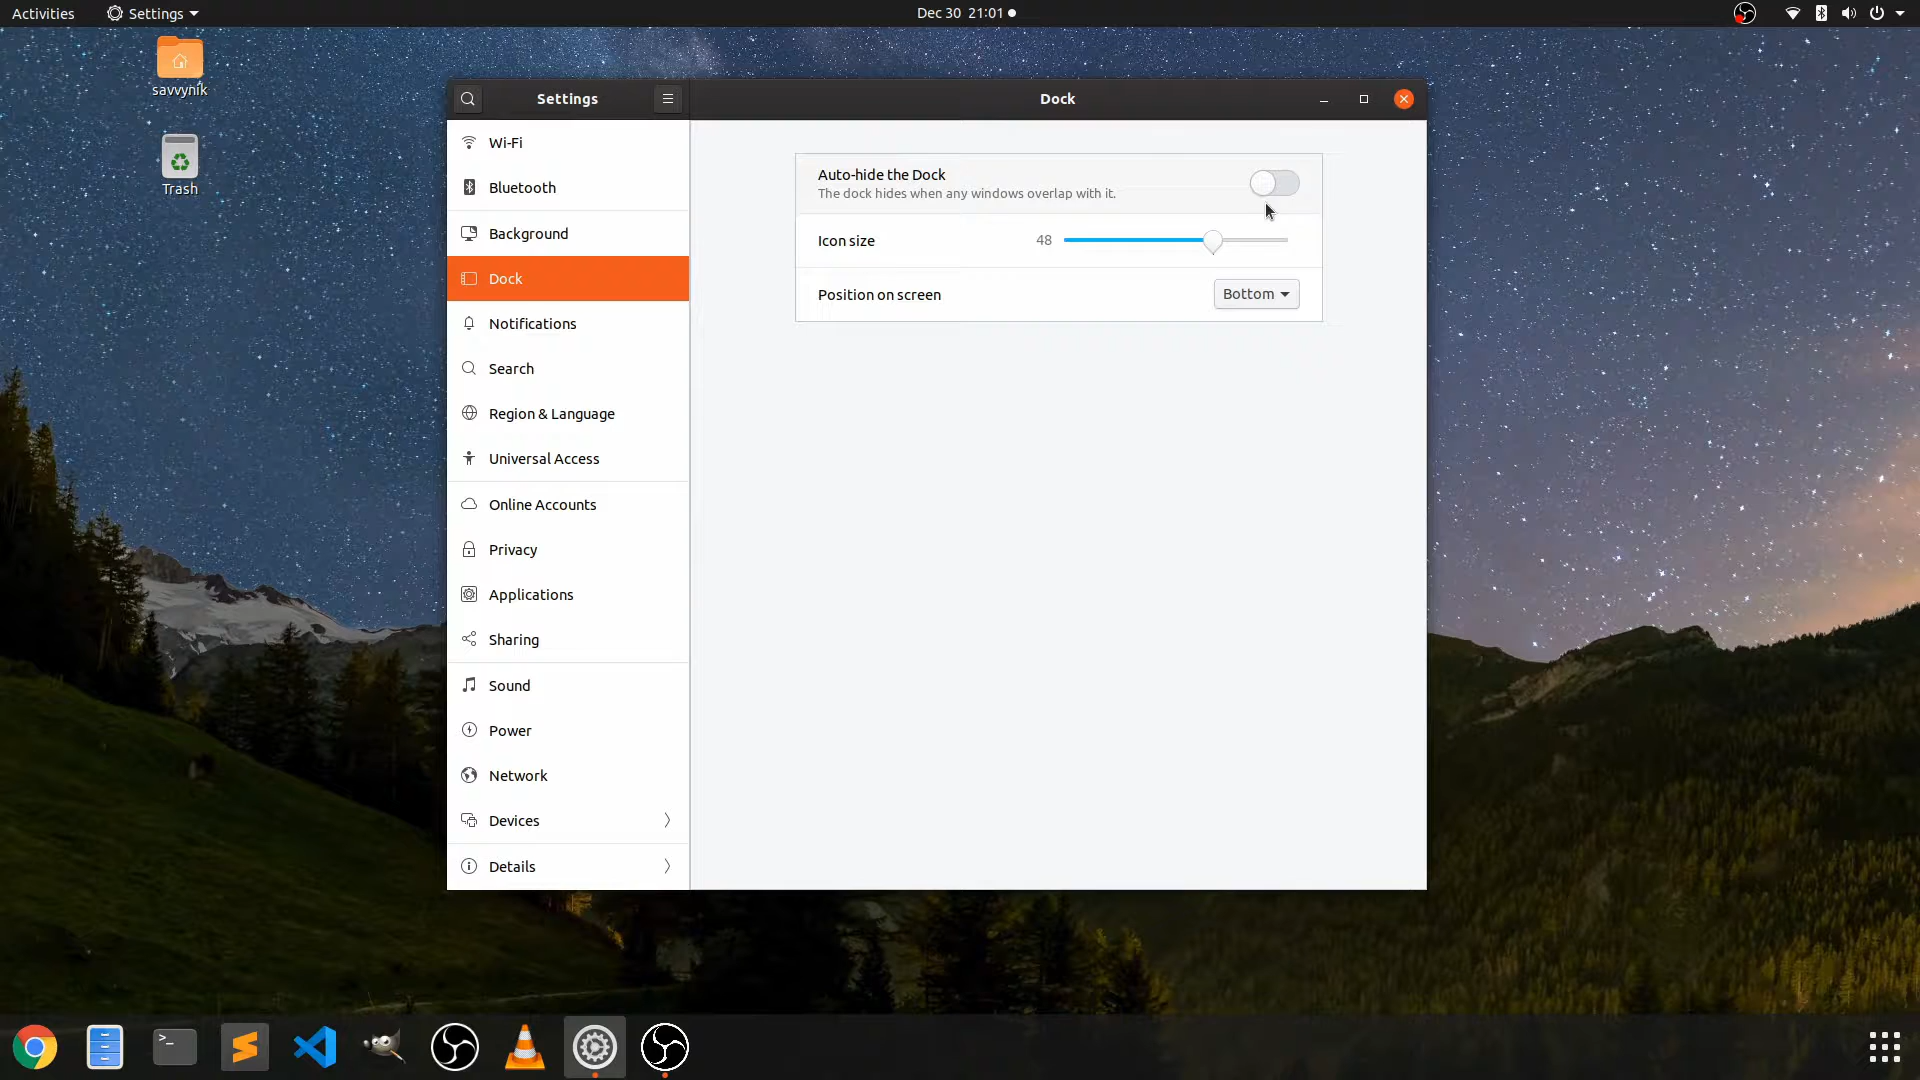 Activities
Settings
Dec 30 21:01
savvynik
Trash
Settings
Dock
Wi-Fi
Bluetooth
Background
Dock
Notifications
Search
Region & Language
Universal Access
Online Accounts
Privacy
Applications
Sharing
Sound
Power
Network
Devices
Details
Auto-hide the Dock
The dock hides when any windows overlap with it.
Icon size 48
Position on screen Bottom
>_